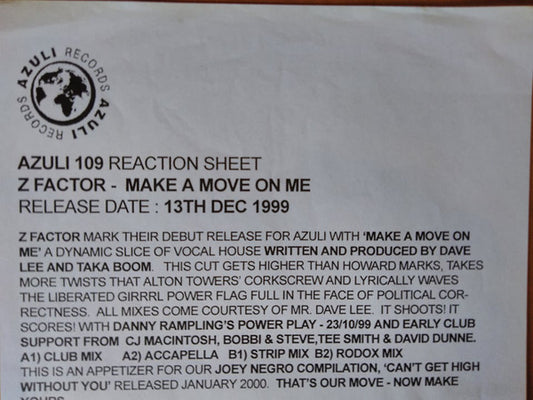 AZULI RECORDS AZULI RECORDS
AZULI 109 REACTION SHEET
Z FACTOR - MAKE A MOVE ON ME
RELEASE DATE : 13TH DEC 1999
Z FACTOR MARK THEIR DEBUT RELEASE FOR AZULI WITH 'MAKE A MOVE ON
ME' A DYNAMIC SLICE OF VOCAL HOUSE WRITTEN AND PRODUCED BY DAVE
LEE AND TAKA BOOM. THIS CUT GETS HIGHER THAN HOWARD MARKS, TAKES
MORE TWISTS THAT ALTON TOWERS' CORKSCREW AND LYRICALLY WAVES
THE LIBERATED GIRRRL POWER FLAG FULL IN THE FACE OF POLITICAL COR-
RECTNESS. ALL MIXES COME COURTESY OF MR. DAVE LEE. IT SHOOTS! IT
SCORES! WITH DANNY RAMPLING'S POWER PLAY - 23/10/99 AND EARLY CLUB
SUPPORT FROM CJ MACINTOSH, BOBBI & STEVE,TEE SMITH & DAVID DUNNE.
A1) CLUB MIX A2) ACCAPELLA B1) STRIP MIX B2) RODOX MIX
THIS IS AN APPETIZER FOR OUR JOEY NEGRO COMPILATION, 'CAN'T GET HIGH
WITHOUT YOU' RELEASED JANUARY 2000. THAT'S OUR MOVE - NOW MAKE
YOURS